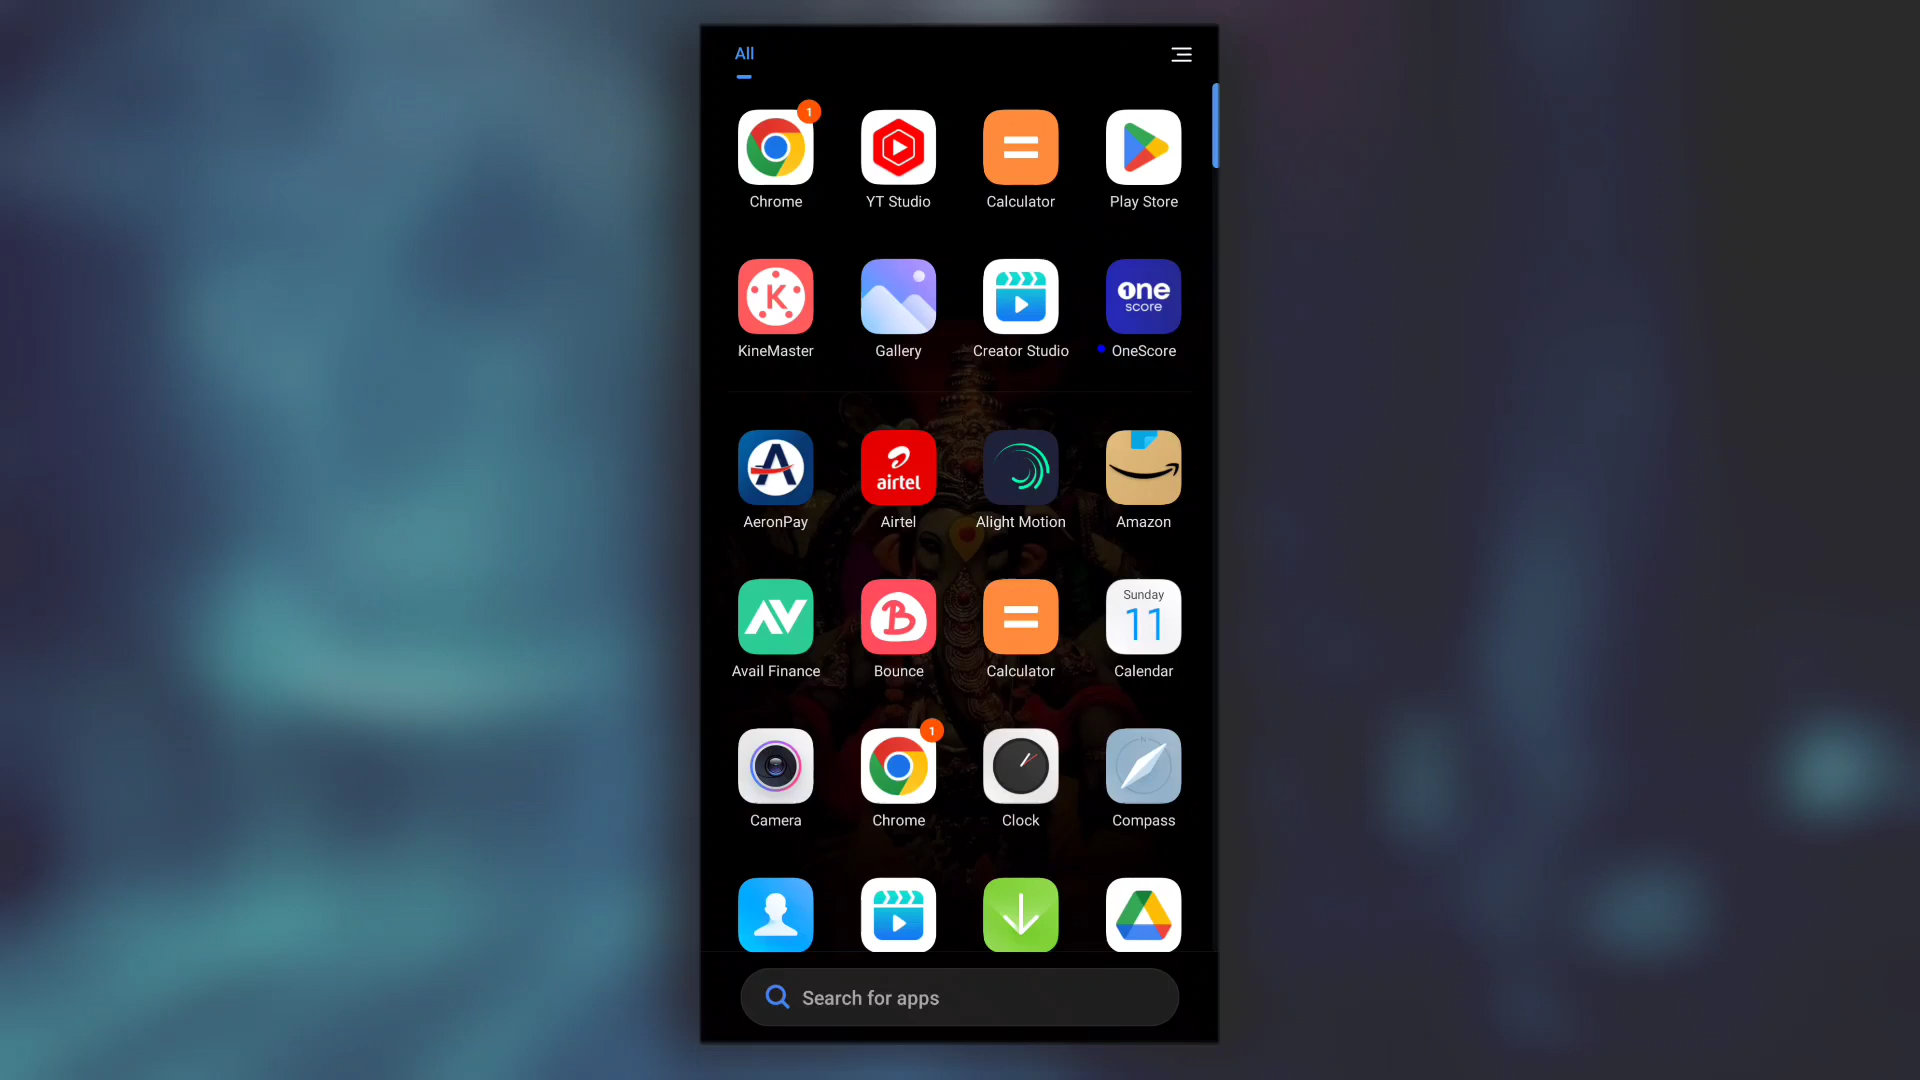 All
1
Chrome
YT Studio
Calculator
Play Store
K
one
score
KineMaster
Gallery
Creator Studio
OneScore
A
airtel
AeronPay
Airtel
Alight Motion
Amazon
AV
B
Sunday
11
Avail Finance
Bounce
Calculator
Calendar
1
N
Camera
Chrome
Clock
Compass
Search for apps